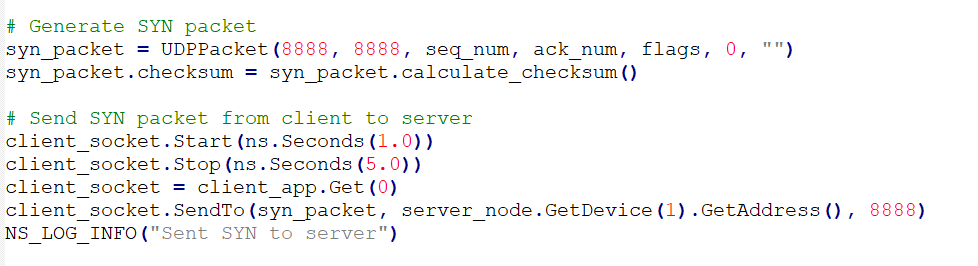 # Generate SYN packet
syn_packet = UDPPacket(8888, 8888, seq_num, ack_num, flags, 0, "")
syn_packet.checksum = syn_packet.calculate_checksum()
# Send SYN packet from client to server
client_socket.Start(ns.Seconds(1.0))
client_socket.Stop(ns.Seconds(5.0))
client_socket = client_app.Get(0)
client_socket.SendTo(syn_packet, server_node.GetDevice(1).GetAddress(), 8888)
NS_LOG_INFO("Sent SYN to server")